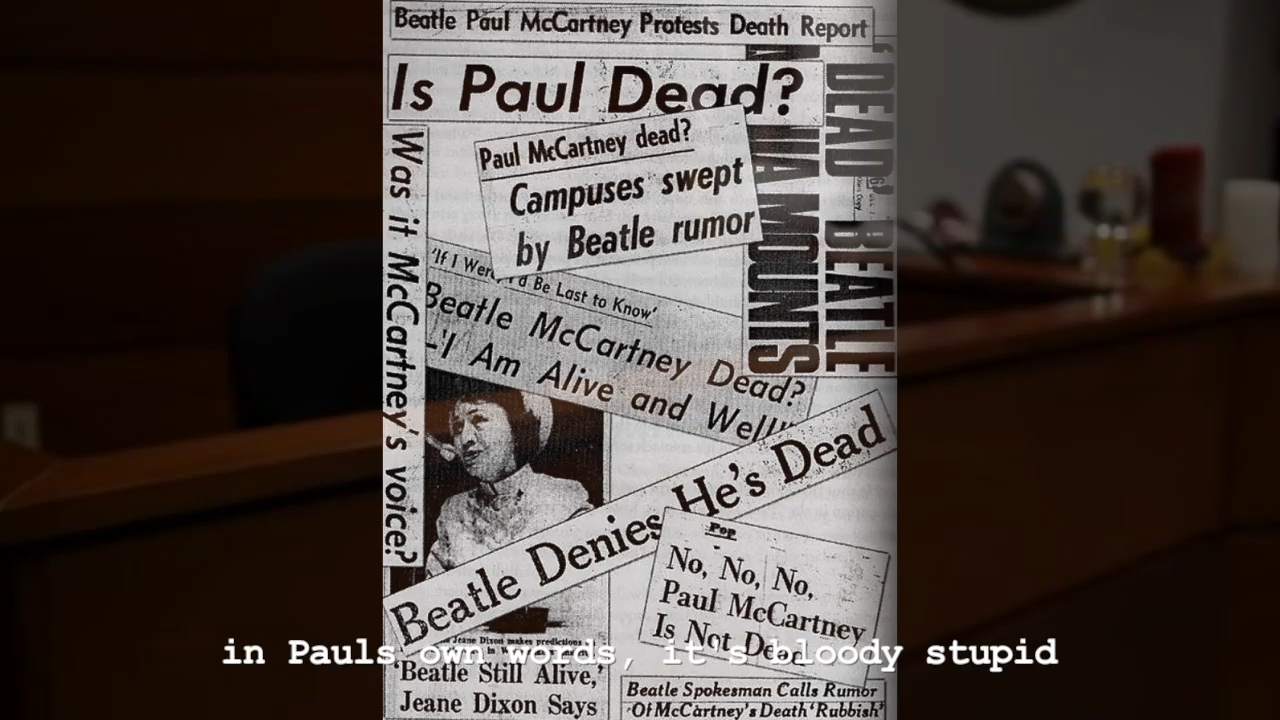 Beatle Paul McCartney Protests Death Report
Is Paul Dead?
Paul McCartney dead?
Campuses swept
by Beatle rumor
Was it McCartney's voice?
'DEAD' BEATLE
MOUNTS
'If I Were
Be Last to Know'
Beatle McCartney Dead?
-'I Am Alive and Well!'
Beatle Denies He's Dead
Pop
No, No, No,
Paul McCartney
Is Not Dead
Jeane Dixon makes predictions
'Beatle Still Alive,'
Jeane Dixon Says
Beatle Spokesman Calls Rumor
Of McCartney's Death 'Rubbish'
in Pauls own words, it's bloody stupid